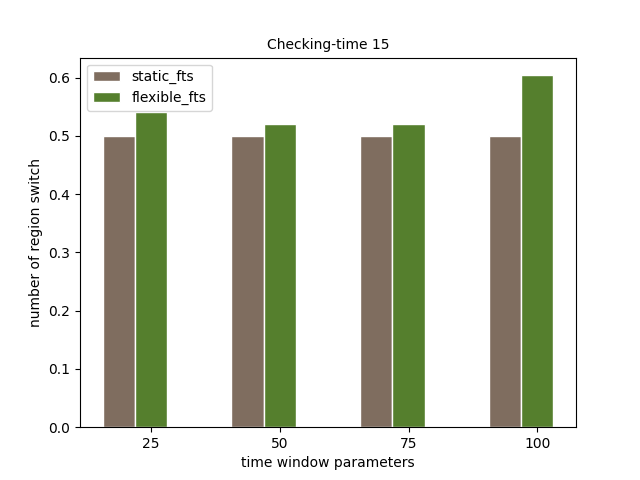 Checking-time 15
static_fts
flexible_fts
number of region switch
0.6
0.5
0.4
0.3
0.2
0.1
0.0
25 50 75 100
time window parameters